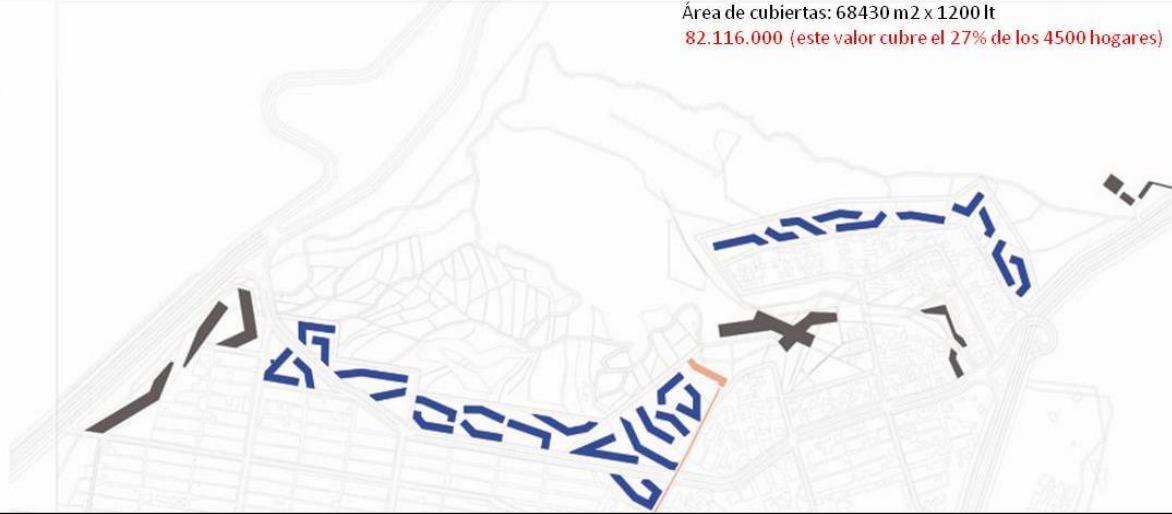 Área de cubiertas: 68430 m2 x 1200 lt
82.116.000 (este valor cubre el 27% de los 4500 hogares)